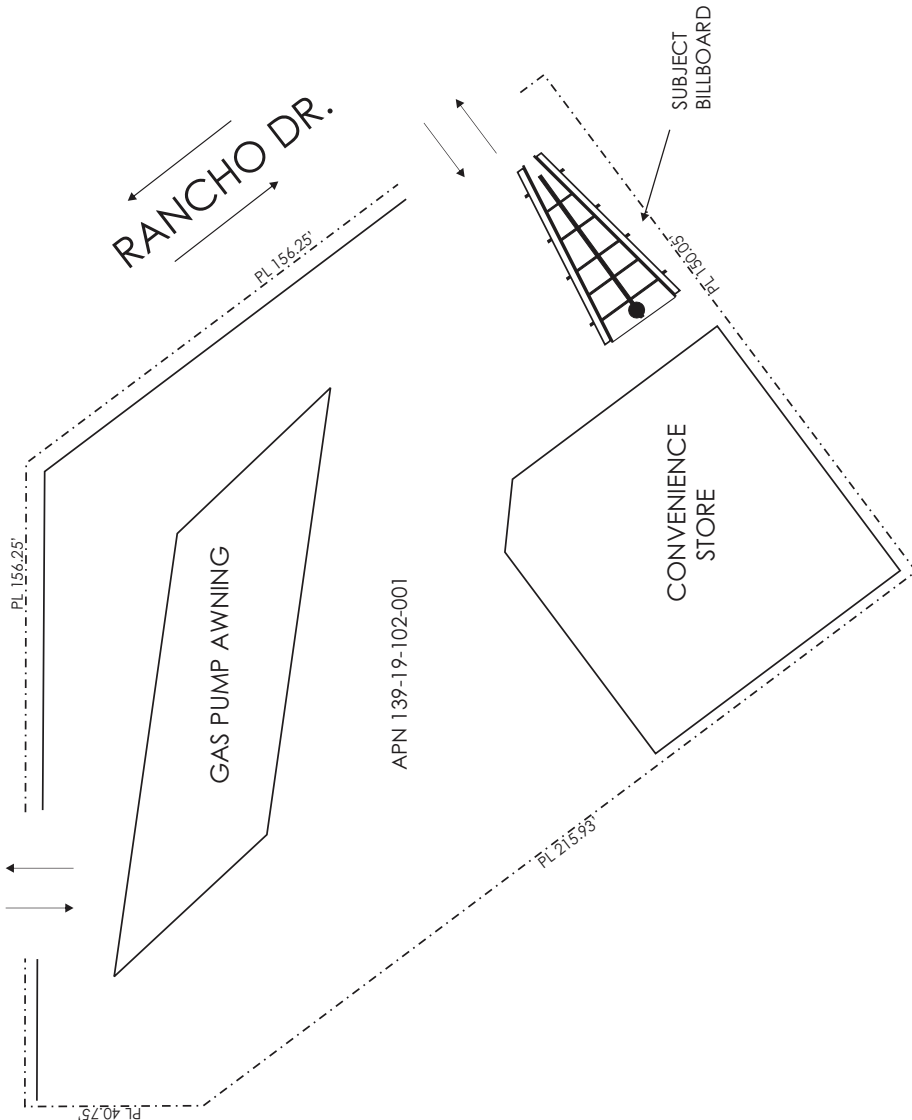 RANCHO DR.
SUBJECT
BILLBOARD
PL 156.25'
PL 156.25'
PL 150.05'
GAS PUMP AWNING
CONVENIENCE
STORE
APN 139-19-102-001
PL 215.93'
PL 40.75'